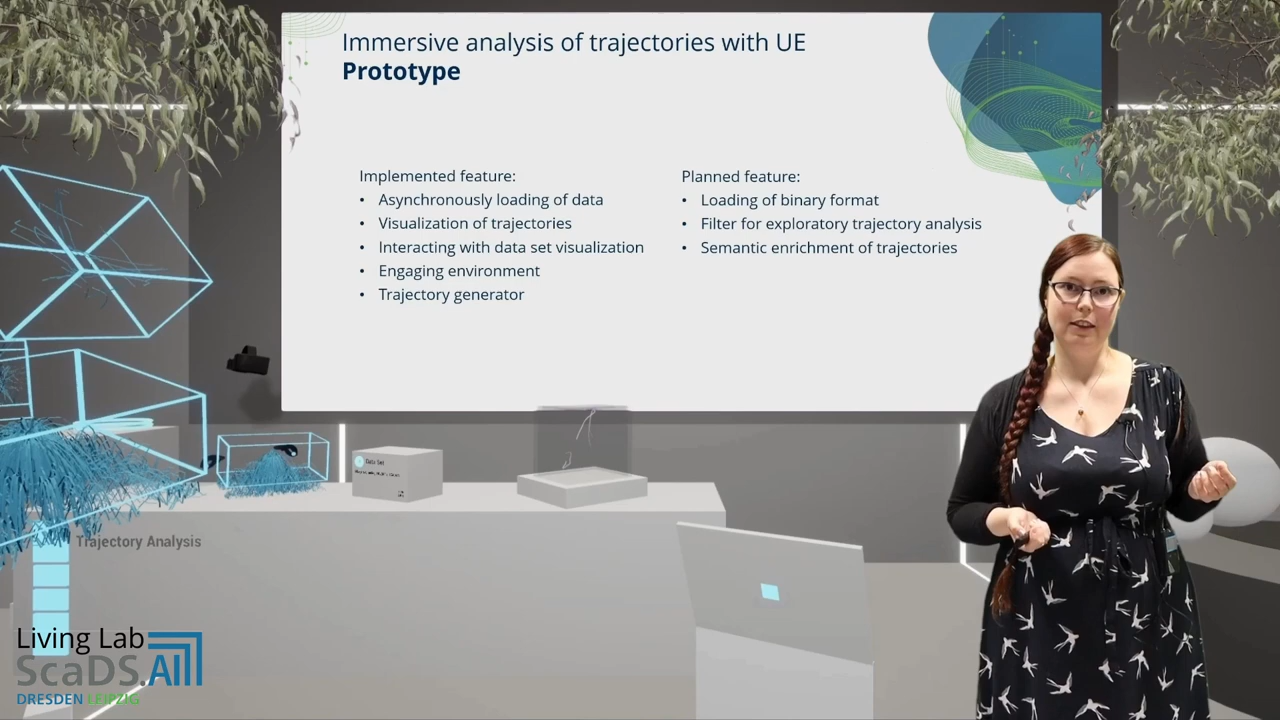 Immersive analysis of trajectories with UE
Prototype
Implemented feature:
• Asynchronously loading of data
• Visualization of trajectories
• Interacting with data set visualization
• Engaging environment
• Trajectory generator
Planned feature:
• Loading of binary format
• Filter for exploratory trajectory analysis
• Semantic enrichment of trajectories
Data Set
Trajectory Analysis
Living Lab
ScaDS.AI
DRESDEN LEIPZIG